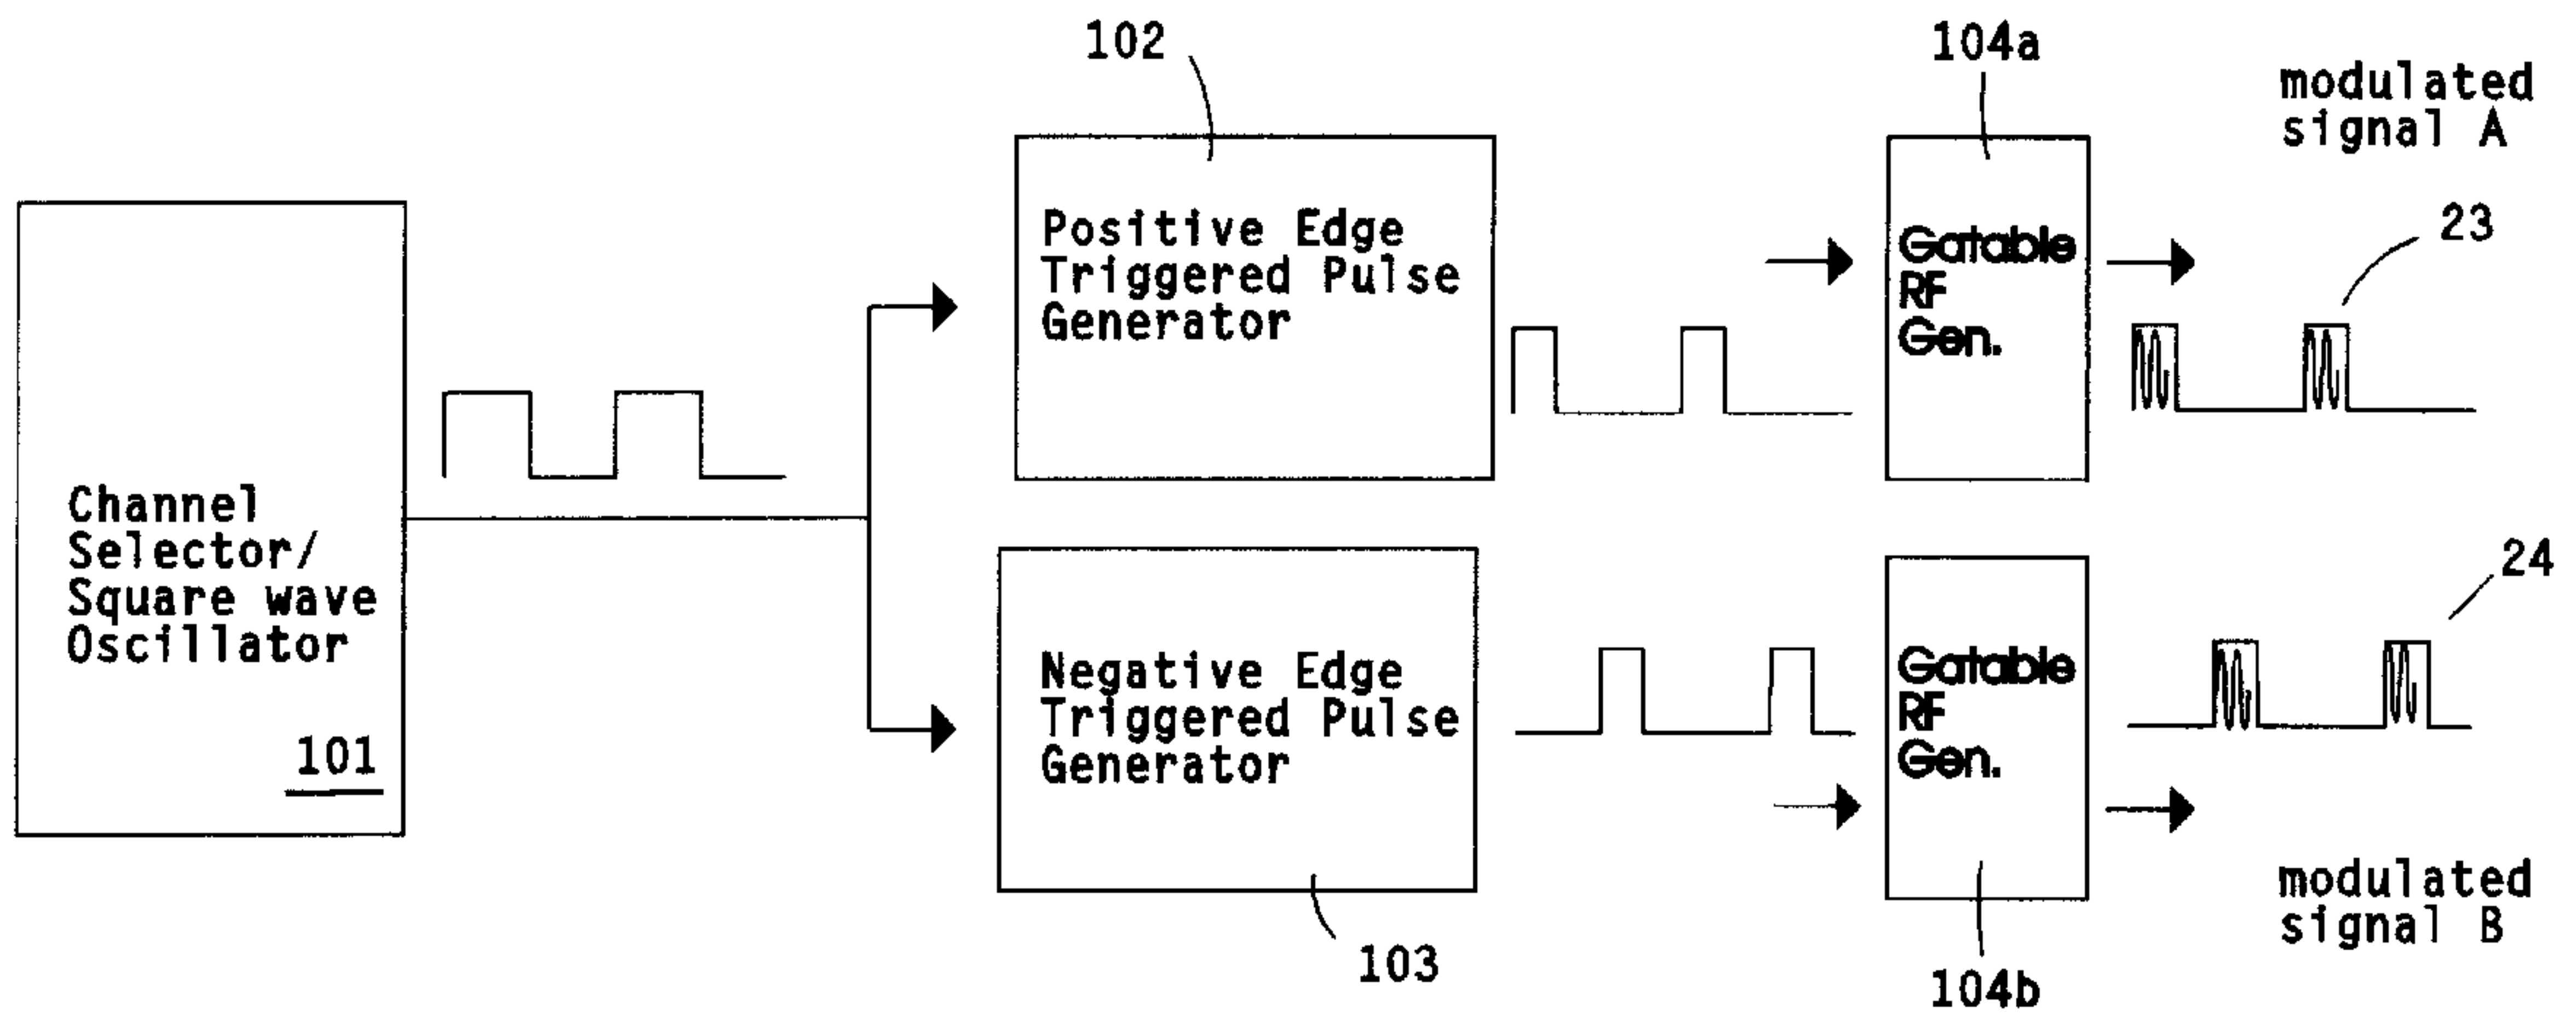 102
104a
modulated
signal A
23
Positive Edge
Triggered Pulse
Generator
Gatable
RF
Gen.
Channel
Selector/
Square wave
Oscillator
101
24
Negative Edge
Triggered Pulse
Generator
103
Gatable
RF
Gen.
104b
modulated
signal B